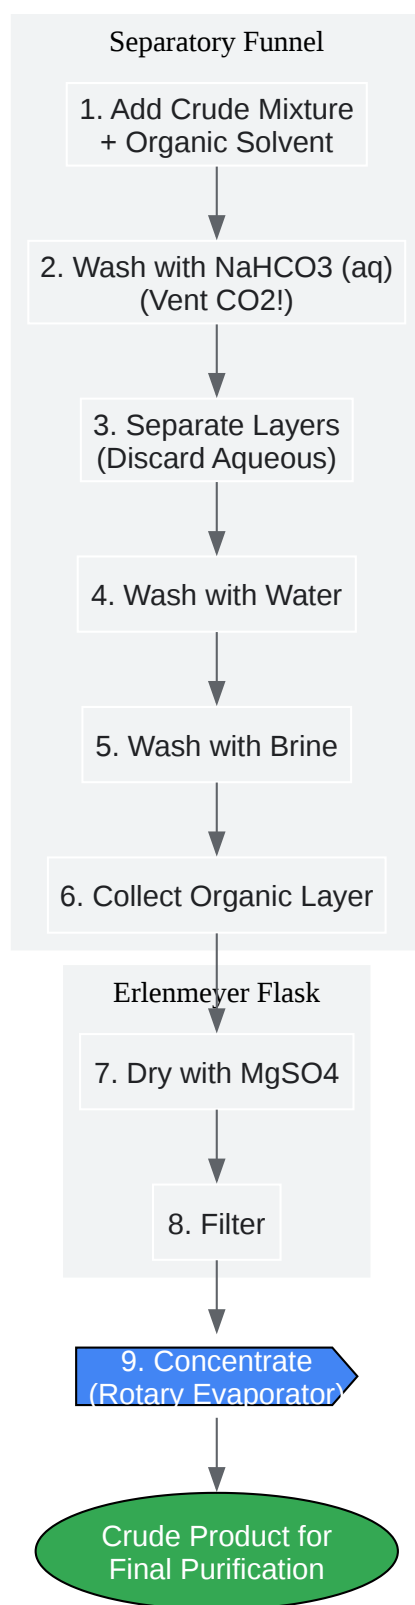 Separatory Funnel
1. Add Crude Mixture
+ Organic Solvent
2. Wash with NaHCO3 (aq)
(Vent CO2!)
3. Separate Layers
(Discard Aqueous)
4. Wash with Water
5. Wash with Brine
6. Collect Organic Layer
Erlenmeyer Flask
7. Dry with MgSO4
8. Filter
9. Concentrate
(Rotary Evaporator)
Crude Product for
Final Purification